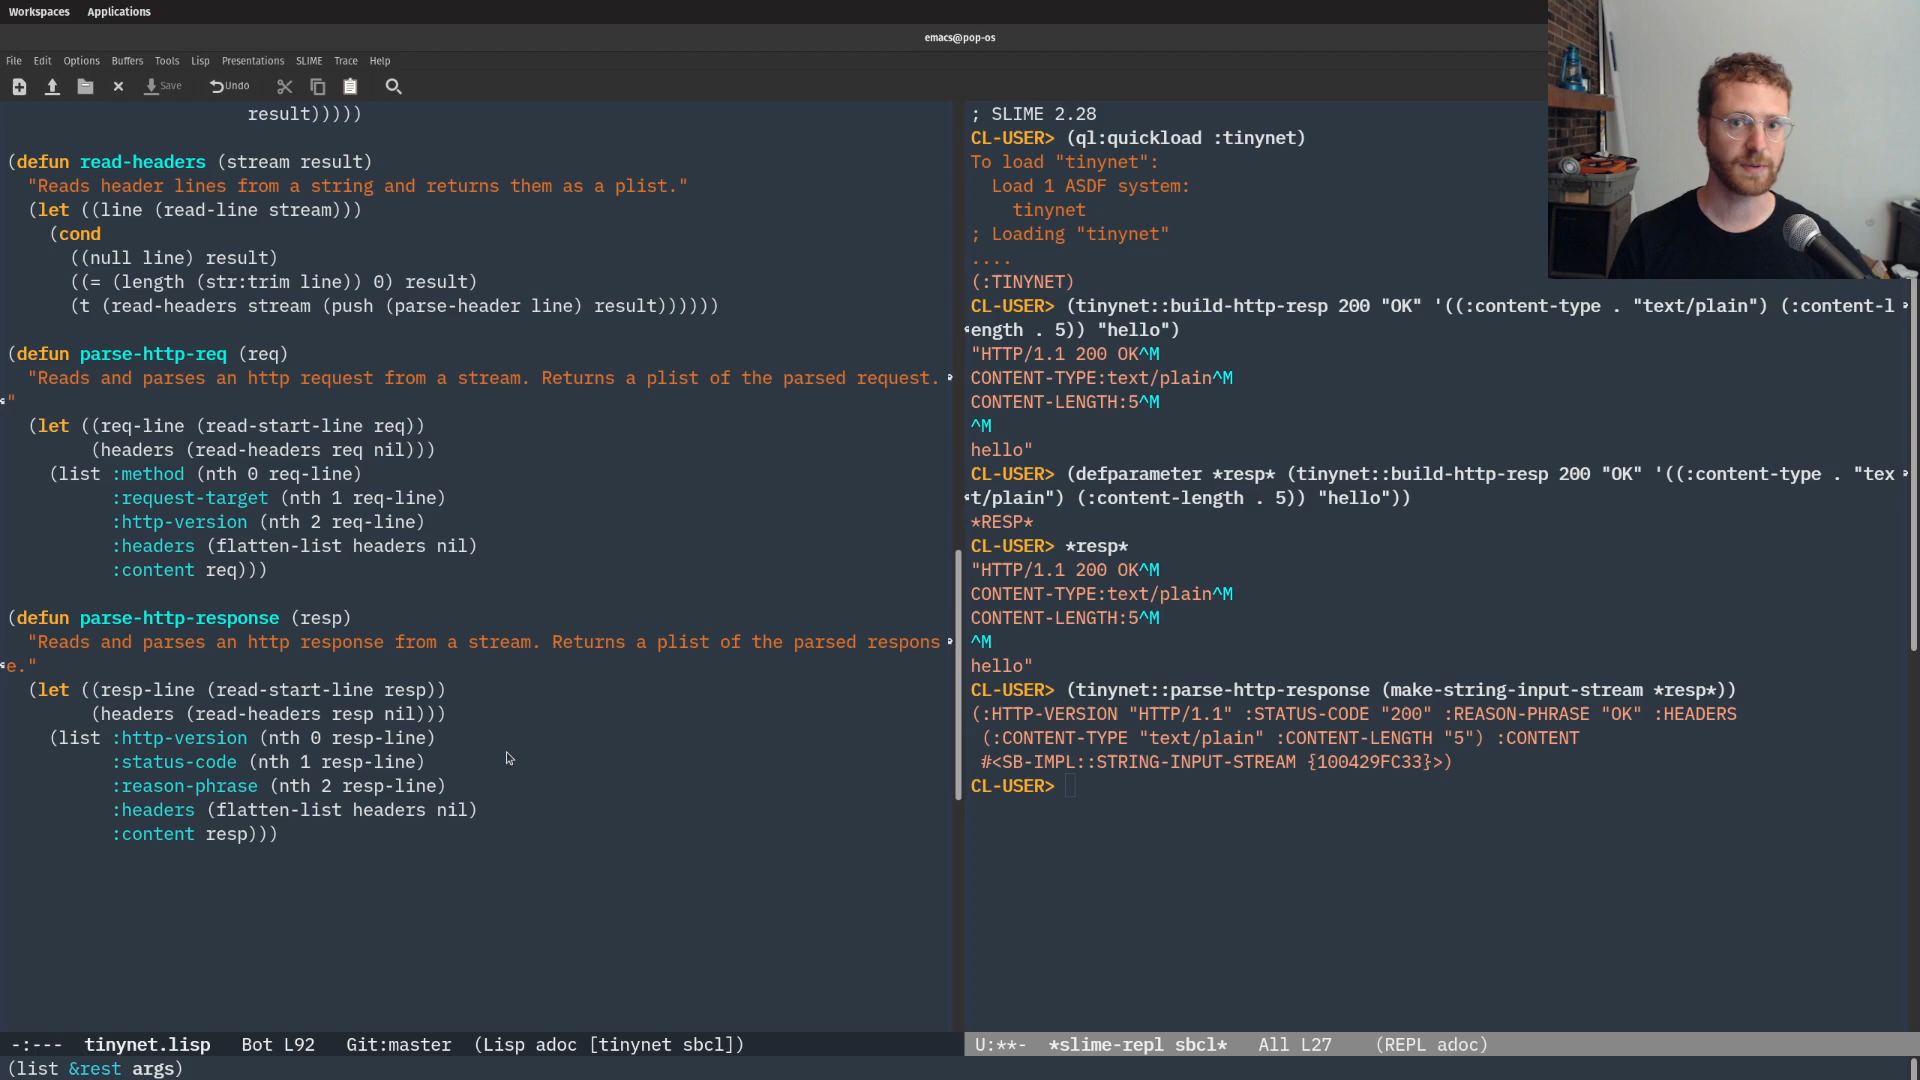 Workspaces Applications
emacs@pop-os
File Edit Options Buffers Tools Lisp Presentations SLIME Trace Help
Save Undo
result)))))
(defun read-headers (stream result)
"Reads header lines from a string and returns them as a plist."
(let ((line (read-line stream)))
(cond
((null line) result)
((= (length (str:trim line)) 0) result)
(t (read-headers stream (push (parse-header line) result))))))
(defun parse-http-req (req)
"Reads and parses an http request from a stream. Returns a plist of the parsed request.
"
(let ((req-line (read-start-line req))
(headers (read-headers req nil)))
(list :method (nth 0 req-line)
:request-target (nth 1 req-line)
:http-version (nth 2 req-line)
:headers (flatten-list headers nil)
:content req)))
(defun parse-http-response (resp)
"Reads and parses an http response from a stream. Returns a plist of the parsed respons
e."
(let ((resp-line (read-start-line resp))
(headers (read-headers resp nil)))
(list :http-version (nth 0 resp-line)
:status-code (nth 1 resp-line)
:reason-phrase (nth 2 resp-line)
:headers (flatten-list headers nil)
:content resp)))
-:--- tinynet.lisp Bot L92 Git:master (Lisp adoc [tinynet sbcl])
; SLIME 2.28
CL-USER> (ql:quickload :tinynet)
To load "tinynet":
Load 1 ASDF system:
tinynet
; Loading "tinynet"
....
(:TINYNET)
CL-USER> (tinynet::build-http-resp 200 "OK" '((:content-type . "text/plain") (:content-l
ength . 5)) "hello")
"HTTP/1.1 200 OK^M
CONTENT-TYPE:text/plain^M
CONTENT-LENGTH:5^M
^M
hello"
CL-USER> (defparameter *resp* (tinynet::build-http-resp 200 "OK" '((:content-type . "tex
t/plain") (:content-length . 5)) "hello"))
*RESP*
CL-USER> *resp*
"HTTP/1.1 200 OK^M
CONTENT-TYPE:text/plain^M
CONTENT-LENGTH:5^M
^M
hello"
CL-USER> (tinynet::parse-http-response (make-string-input-stream *resp*))
(:HTTP-VERSION "HTTP/1.1" :STATUS-CODE "200" :REASON-PHRASE "OK" :HEADERS
(:CONTENT-TYPE "text/plain" :CONTENT-LENGTH "5") :CONTENT
#<SB-IMPL::STRING-INPUT-STREAM {100429FC33}>)
CL-USER>
U:**- *slime-repl sbcl* All L27 (REPL adoc)
(list &rest args)